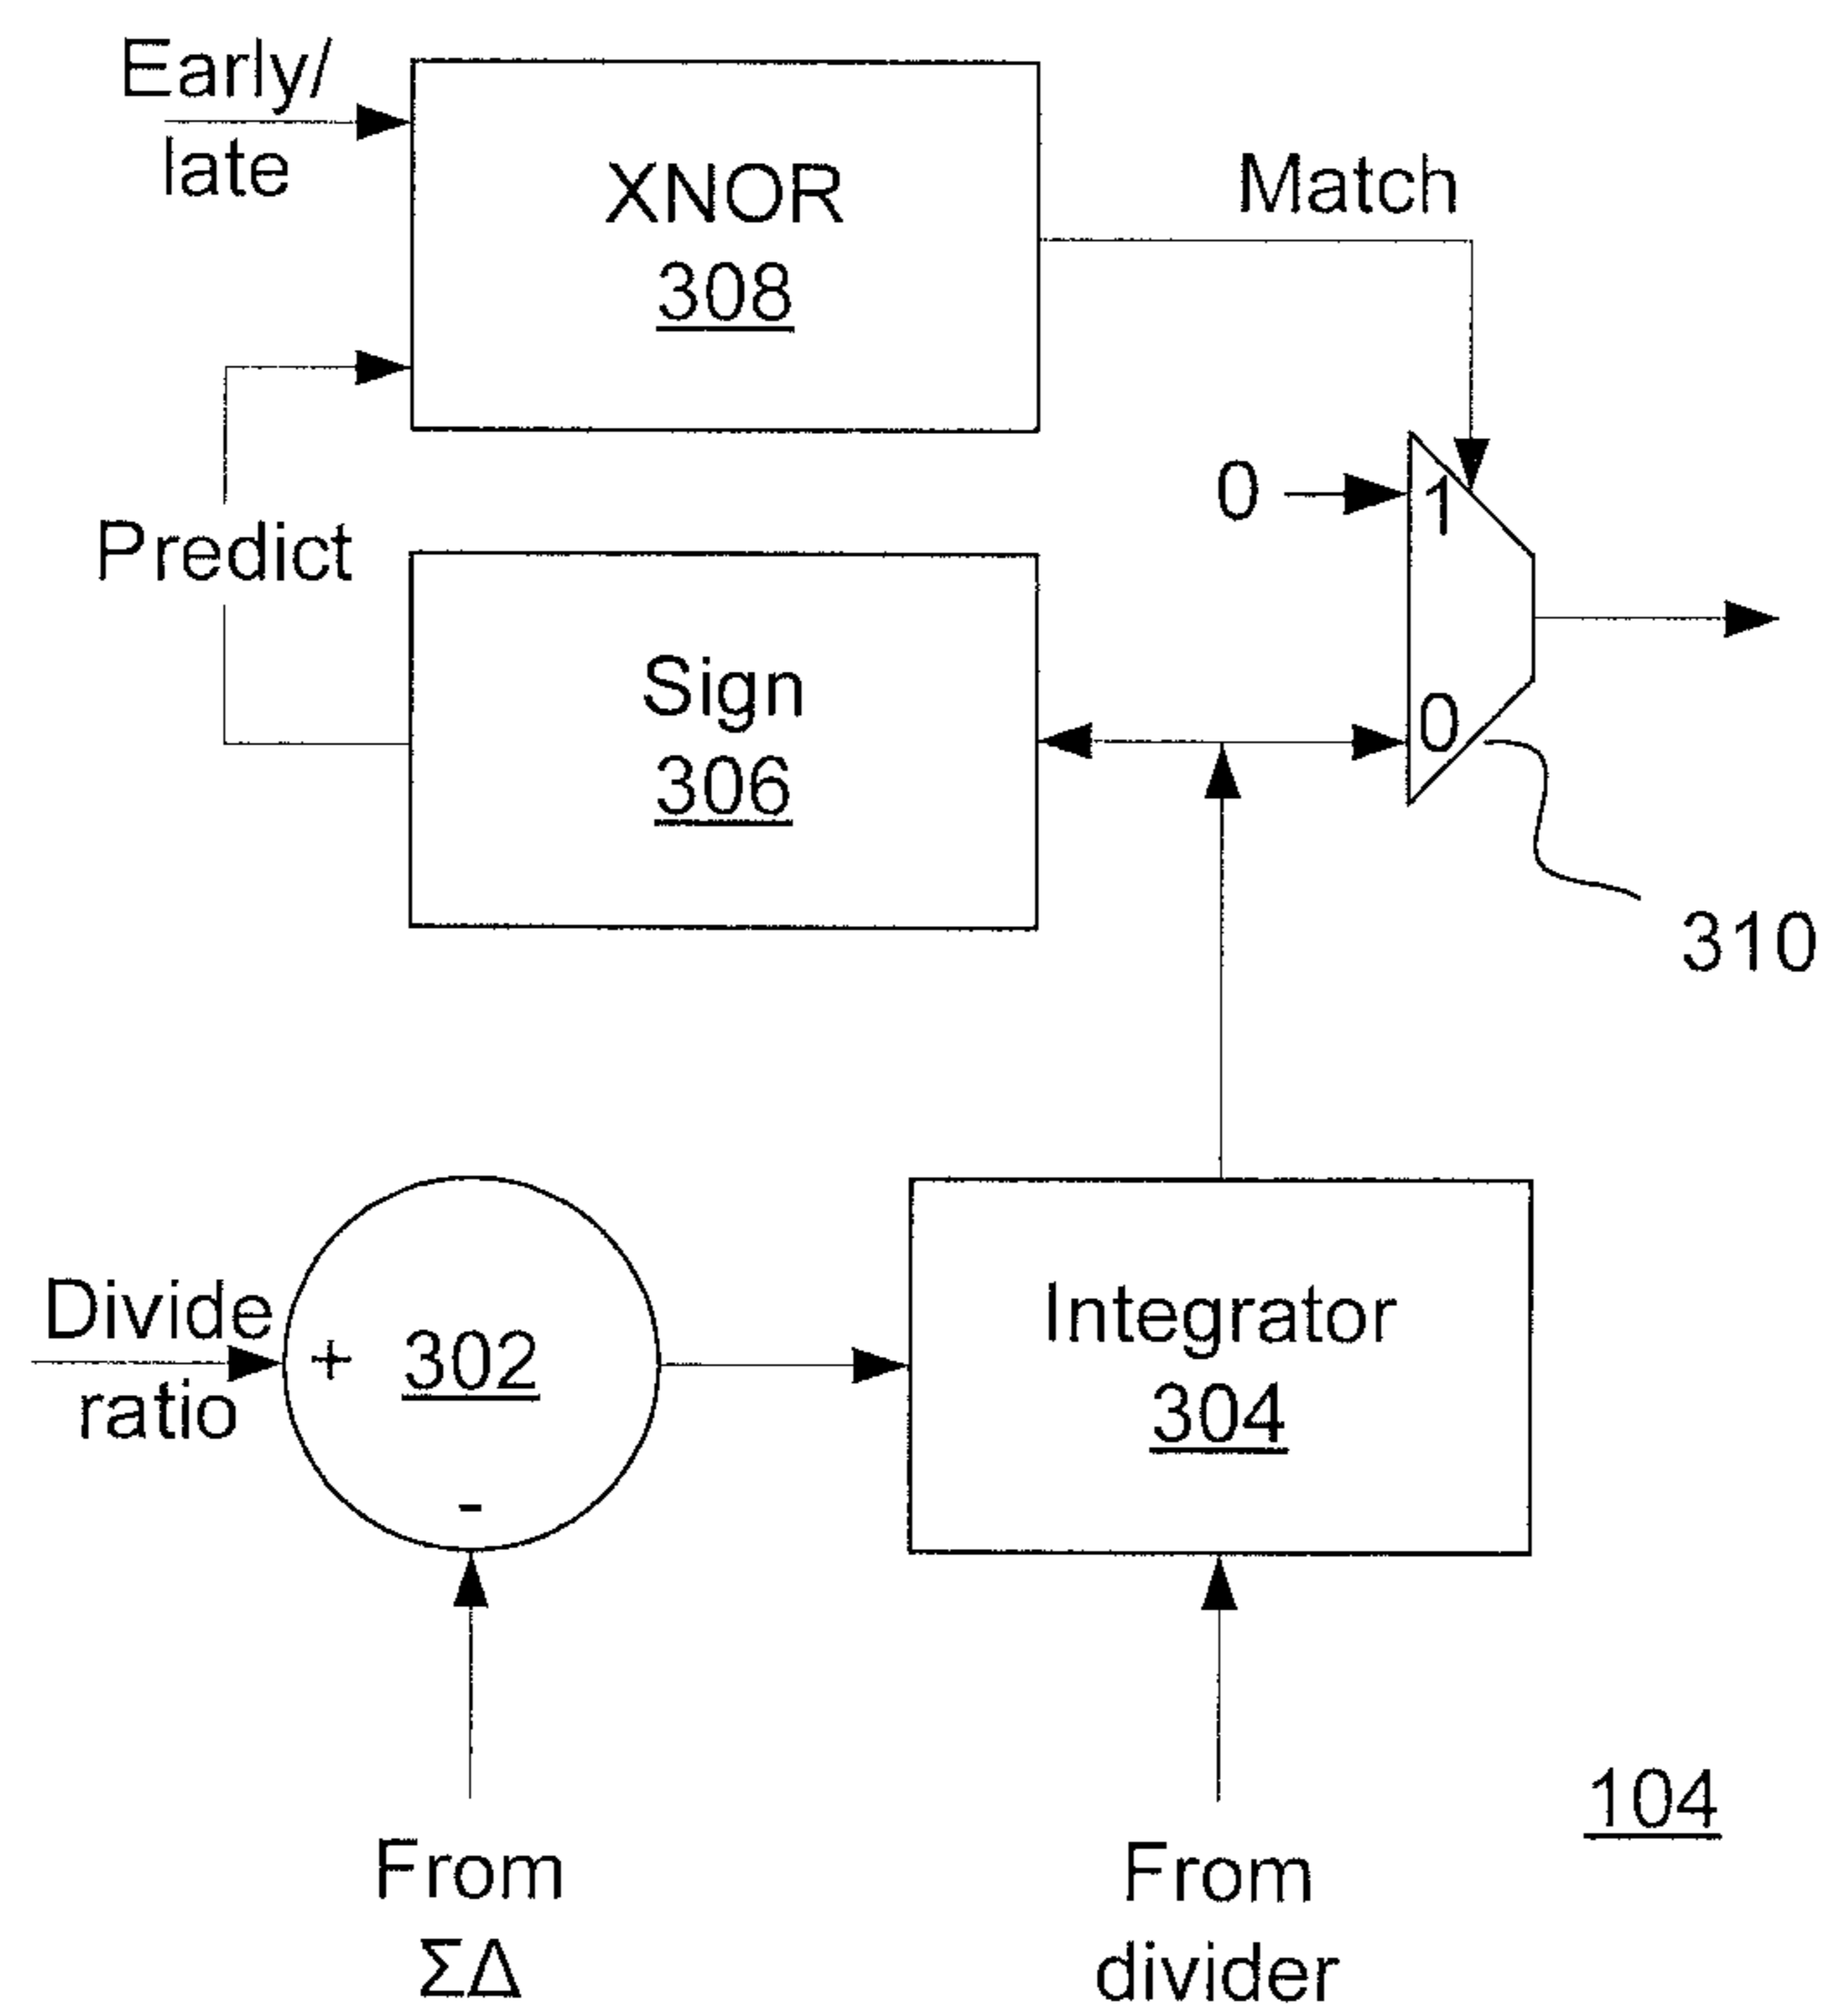 Early/
late
XNOR
308
Match
0
1
Predict
Sign
306
0
310
Divide
ratio
+
302
-
Integrator
304
104
From
ΣΔ
From
divider